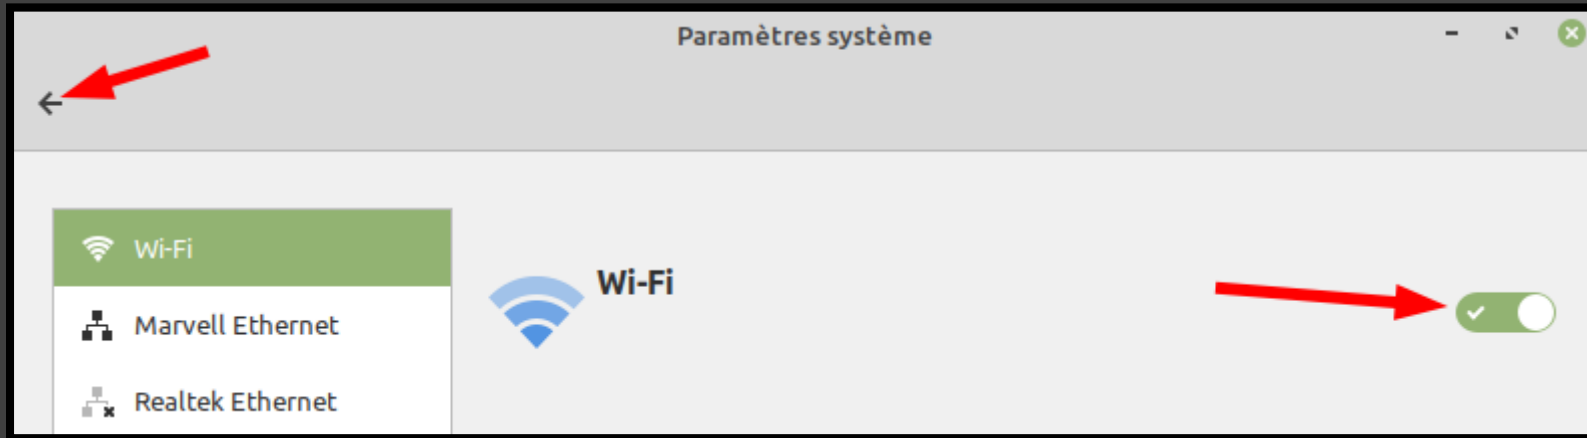 Paramètres système
Wi-Fi
Wi-Fi
Marvell Ethernet
Realtek Ethernet